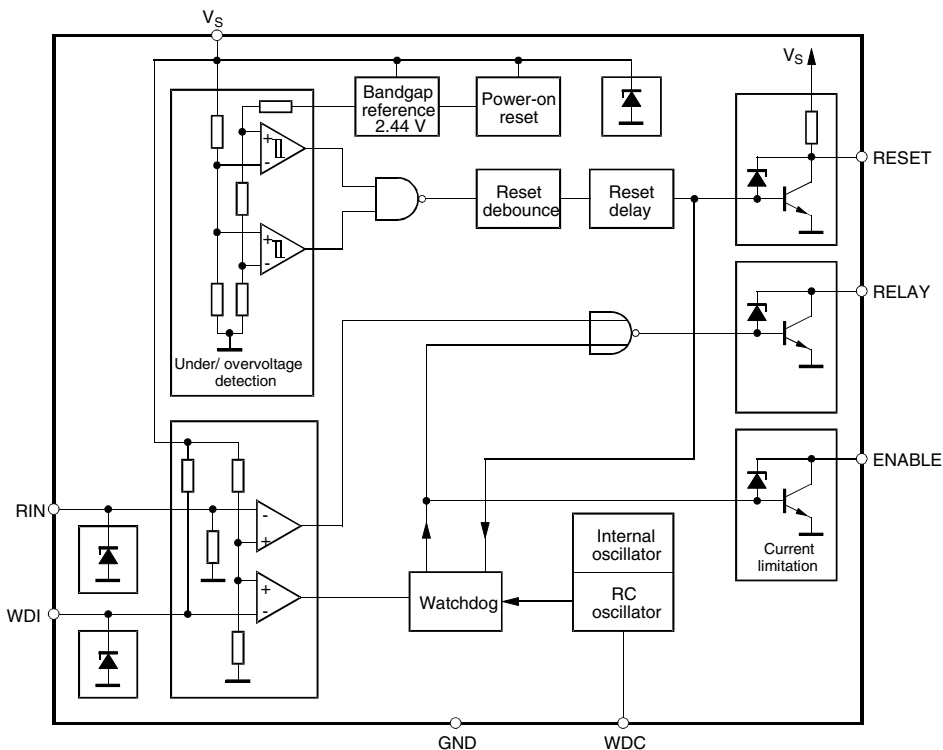 VS
VS
Bandgap
reference
2.44 V
Power-on
reset
+
-
RESET
Reset
debounce
Reset
delay
+
-
RELAY
Under/ overvoltage
detection
ENABLE
RIN
-
+
Internal
oscillator
Current
limitation
+
-
Watchdog
RC
oscillator
WDI
GND
WDC